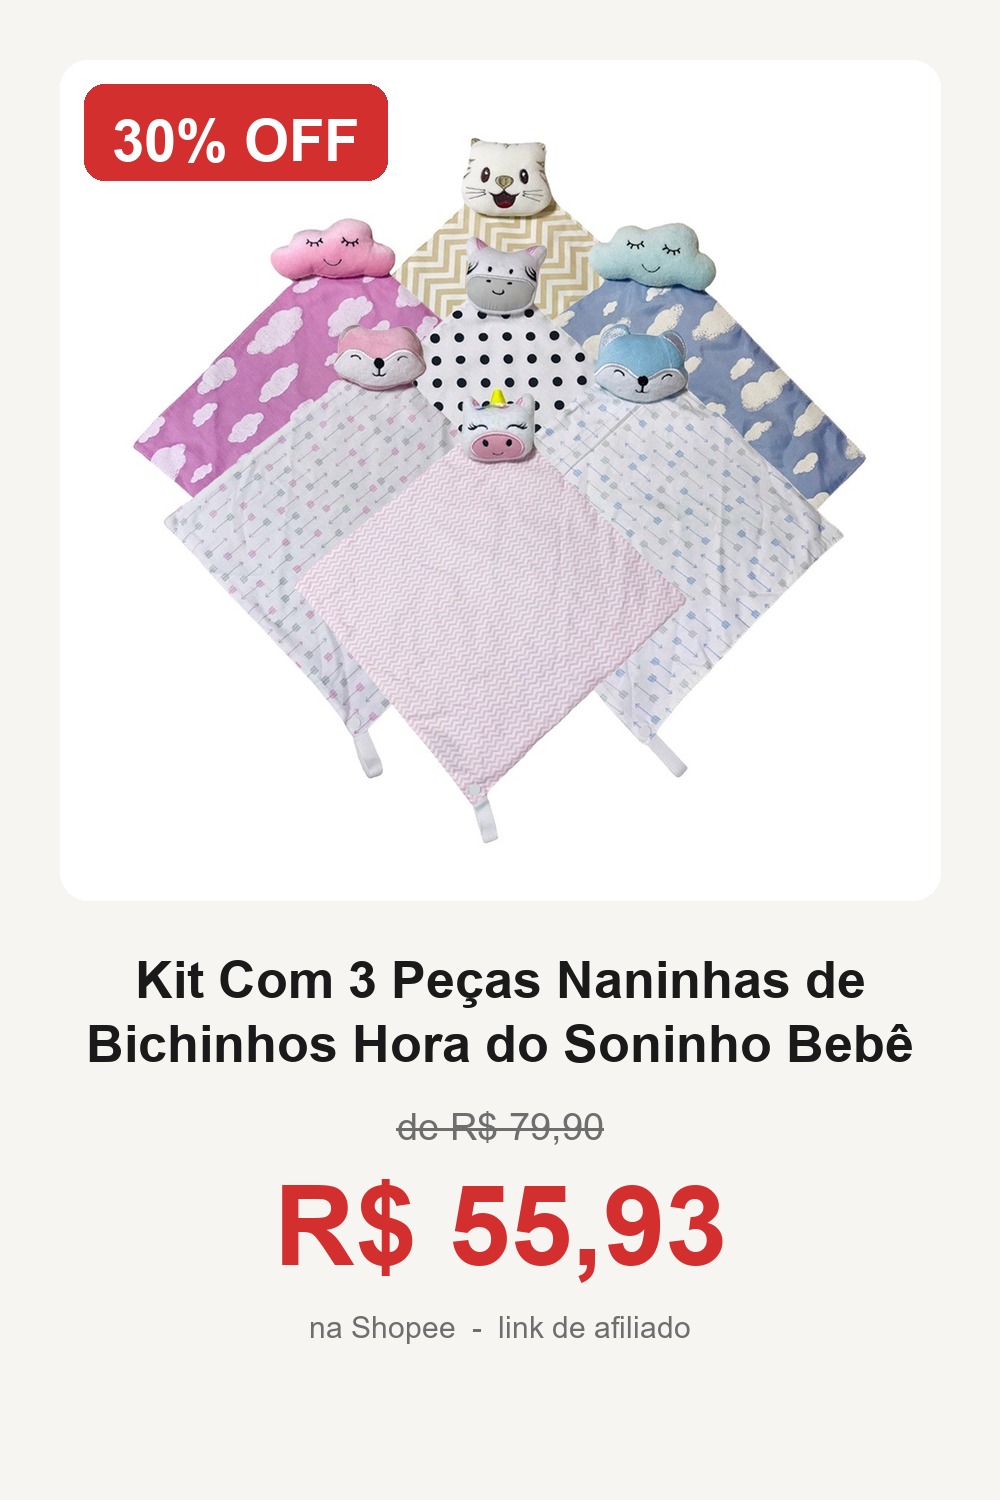 30% OFF
Kit Com 3 Peças Naninhas de
Bichinhos Hora do Soninho Bebê
de R$ 79,90
R$ 55,93
na Shopee - link de afiliado